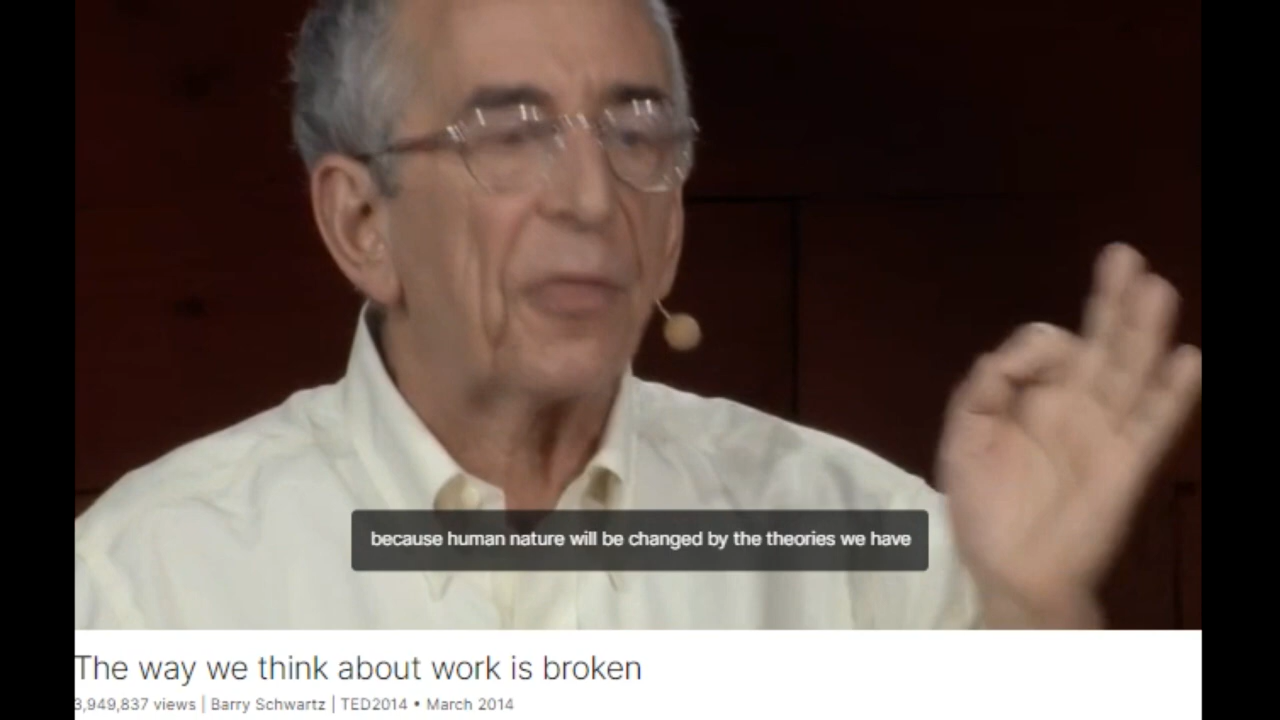 because human nature will be changed by the theories we have
The way we think about work is broken
3,949,837 views | Barry Schwartz | TED2014 • March 2014